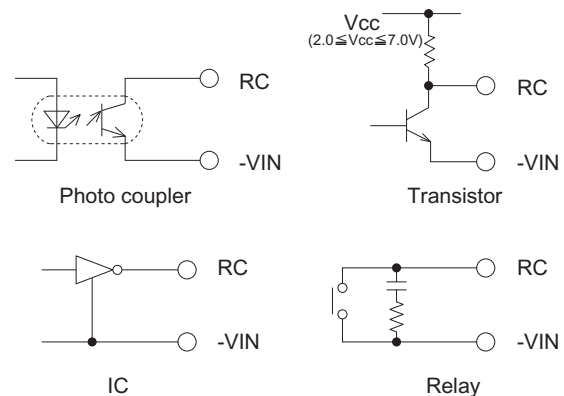 Vcc
(2.0≦Vcc≦7.0V)
RC
-VIN
Photo coupler
RC
-VIN
Transistor
RC
-VIN
IC
RC
-VIN
Relay